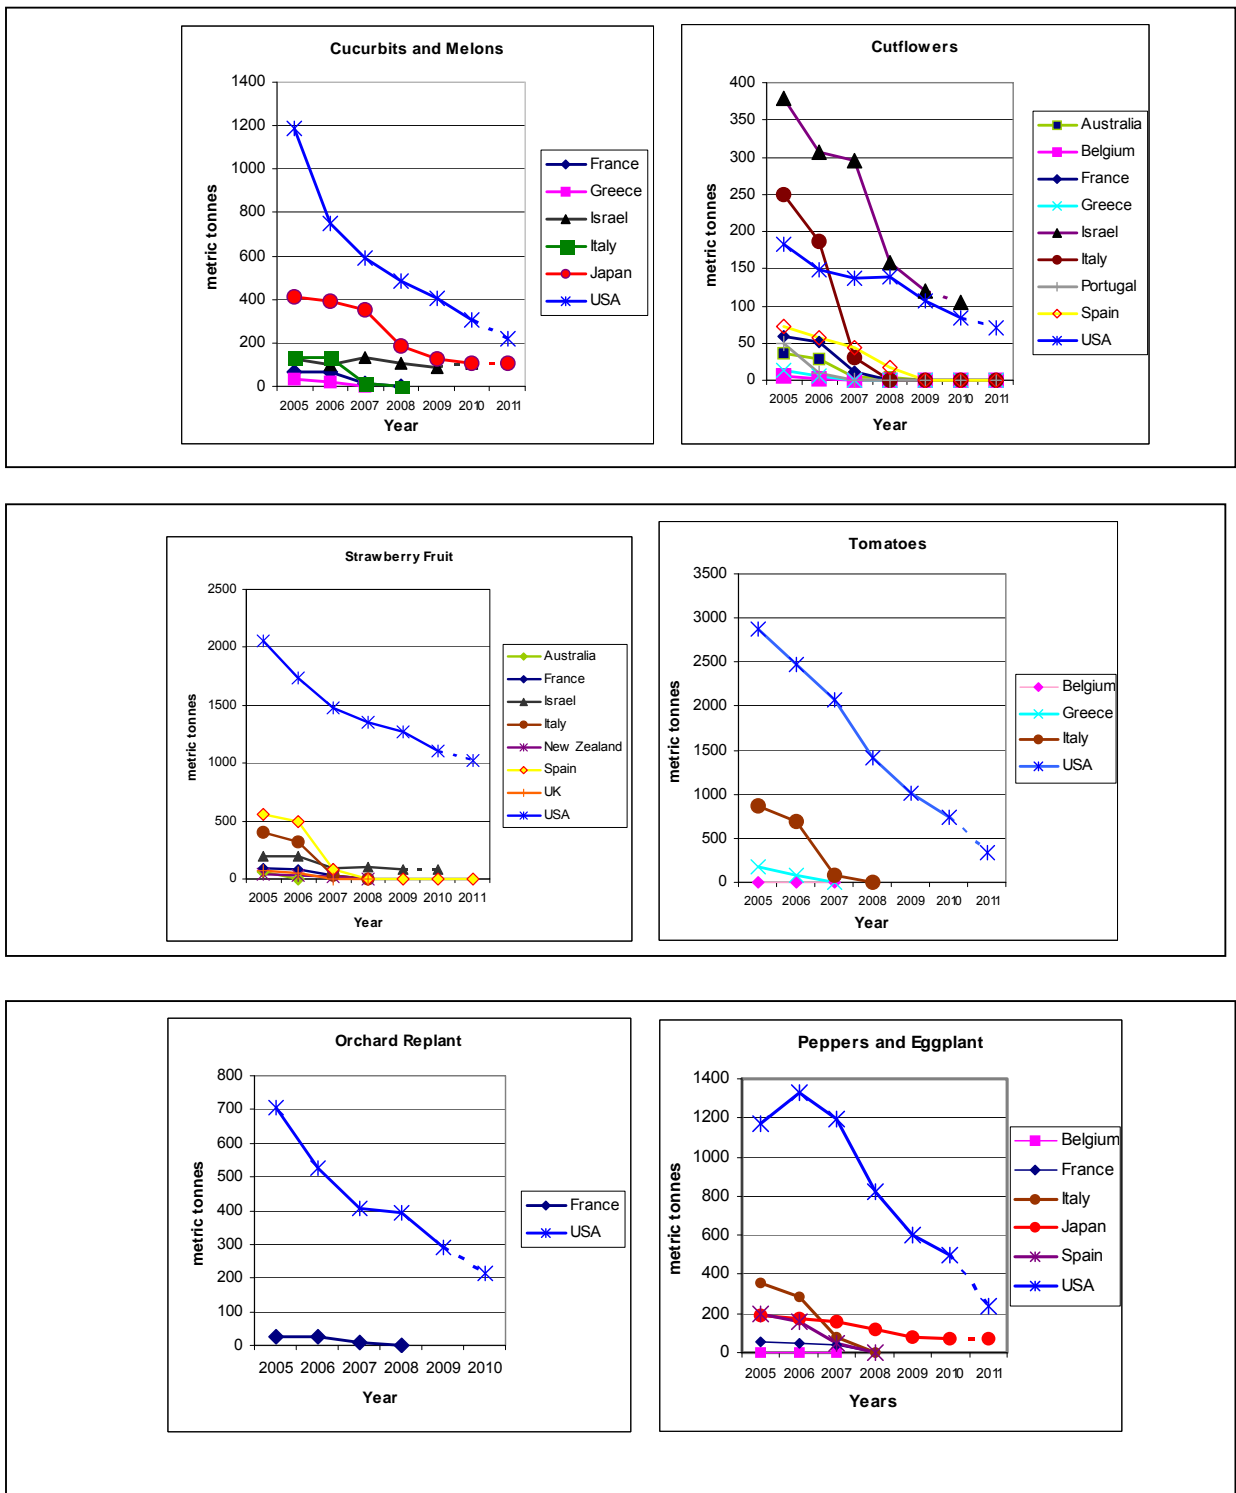 Cucurbits and Melons
1400
1200
1000
800
600
400
200
0
metric tonnes
2005 2006 2007 2008 2009 2010 2011
Year
France
Greece
Israel
Italy
Japan
USA
Cutflowers
400
350
300
250
200
150
100
50
0
metric tonnes
2005 2006 2007 2008 2009 2010 2011
Year
Australia
Belgium
France
Greece
Israel
Italy
Portugal
Spain
USA
Strawberry Fruit
2500
2000
1500
1000
500
0
metric tonnes
2005 2006 2007 2008 2009 2010 2011
Year
Australia
France
Israel
Italy
New Zealand
Spain
UK
USA
Tomatoes
3500
3000
2500
2000
1500
1000
500
0
metric tonnes
2005 2006 2007 2008 2009 2010 2011
Year
Belgium
Greece
Italy
USA
Orchard Replant
800
700
600
500
400
300
200
100
0
metric tonnes
2005 2006 2007 2008 2009 2010
Year
France
USA
Peppers and Eggplant
1400
1200
1000
800
600
400
200
0
metric tonnes
2005 2006 2007 2008 2009 2010 2011
Years
Belgium
France
Italy
Japan
Spain
USA